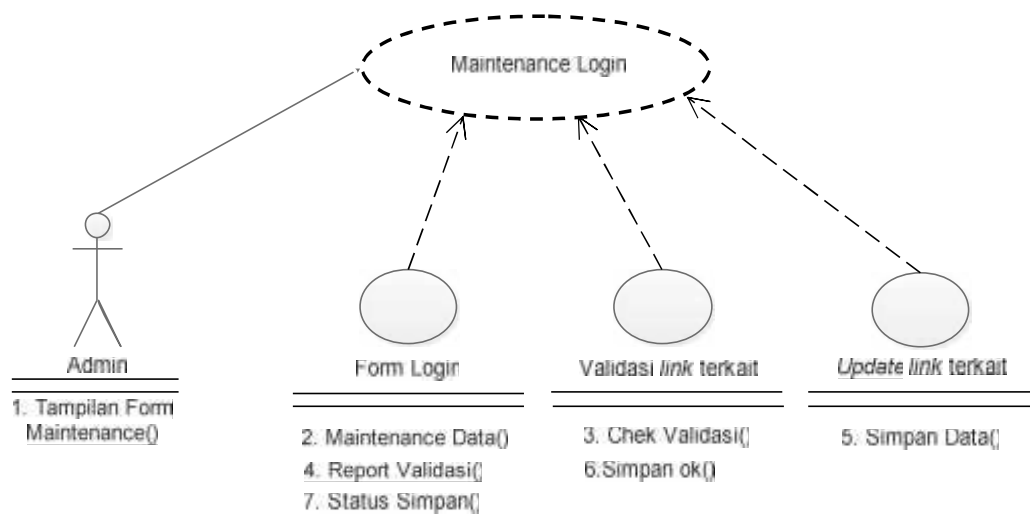 Maintenance Login
Admin
1. Tampilan Form
Maintenance()
Form Login
2. Maintenance Data()
4. Report Validasi()
7. Status Simpan()
Validasi link terkait
3. Chek Validasi()
6.Simpan ok()
Update link terkait
5. Simpan Data()